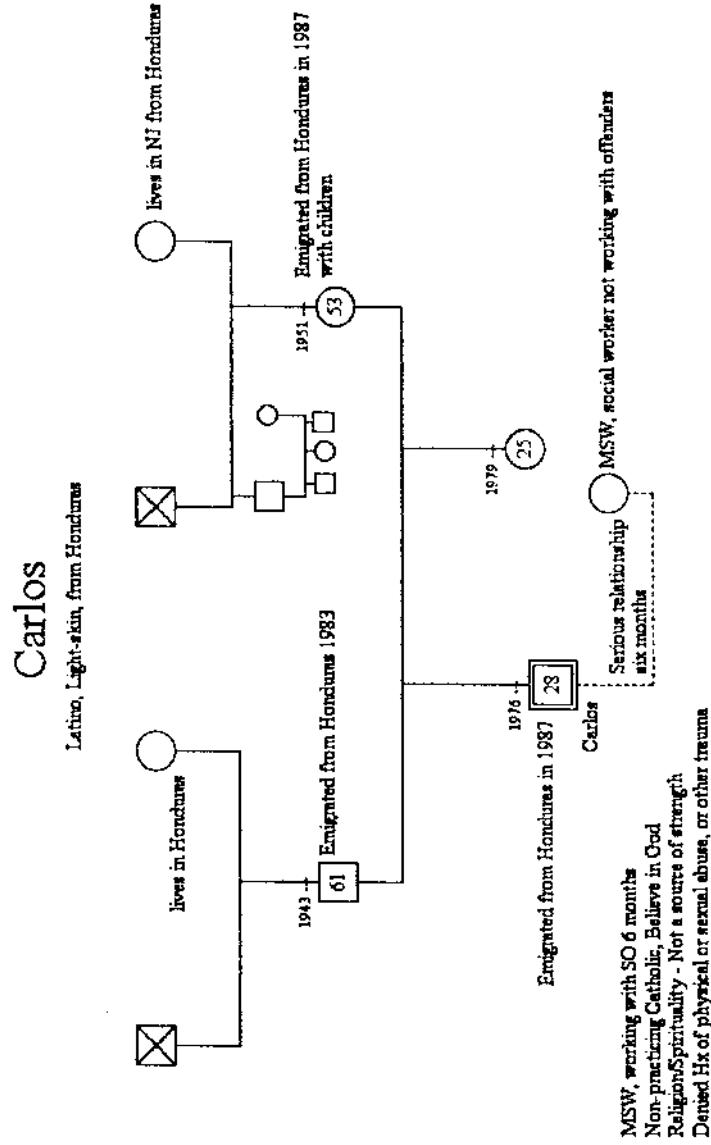 Carlos
Latino, Light-skin, from Honduras
lives in Honduras
lives in NJ from Honduras
1943
61
Emigrated from Honduras 1983
1951
53
Emigrated from Honduras in 1987
with children
1976
28
Emigrated from Honduras in 1987
Carlos
1979
25
Serious relationship
six months
MSW, social worker not working with offenders
MSW, working with SO 6 months
Non-practicing Catholic, Believe in God
Religion/Spirituality - Not a source of strength
Denied Hx of physical or sexual abuse, or other trauma